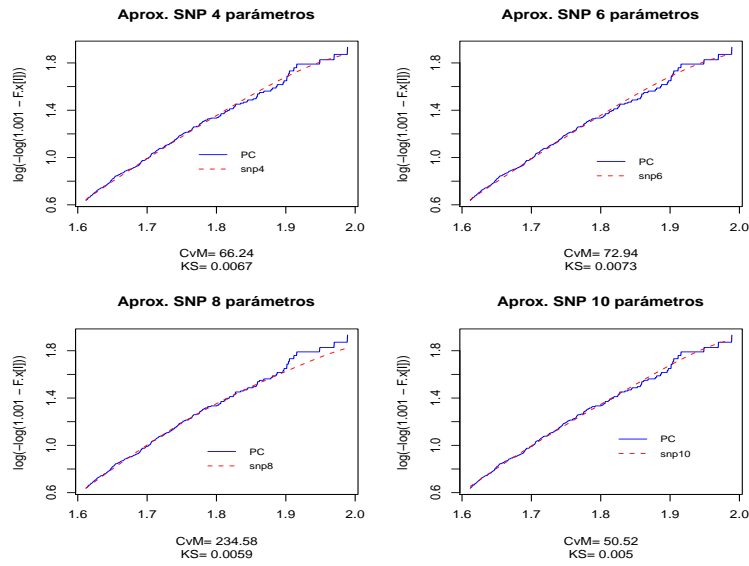 Aprox. SNP 4 parámetros
log(−log(1.001 − F.x[I]))
0.6 1.0 1.4 1.8
PC
snp4
1.6 1.7 1.8 1.9 2.0
CvM= 66.24
KS= 0.0067
Aprox. SNP 6 parámetros
log(−log(1.001 − F.x[I]))
0.6 1.0 1.4 1.8
PC
snp6
1.6 1.7 1.8 1.9 2.0
CvM= 72.94
KS= 0.0073
Aprox. SNP 8 parámetros
log(−log(1.001 − F.x[I]))
0.6 1.0 1.4 1.8
PC
snp8
1.6 1.7 1.8 1.9 2.0
CvM= 234.58
KS= 0.0059
Aprox. SNP 10 parámetros
log(−log(1.001 − F.x[I]))
0.6 1.0 1.4 1.8
PC
snp10
1.6 1.7 1.8 1.9 2.0
CvM= 50.52
KS= 0.005